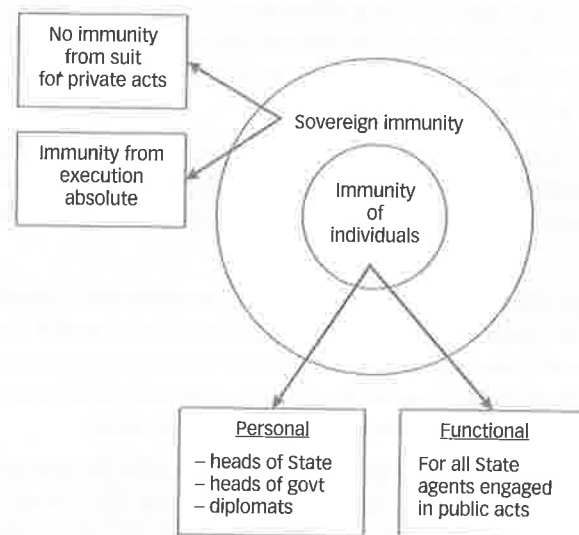 No immunity
from suit
for private acts
Immunity from
execution
absolute
Sovereign immunity
Immunity
of
individuals
Personal
– heads of State
– heads of govt
– diplomats
Functional
For all State
agents engaged
in public acts